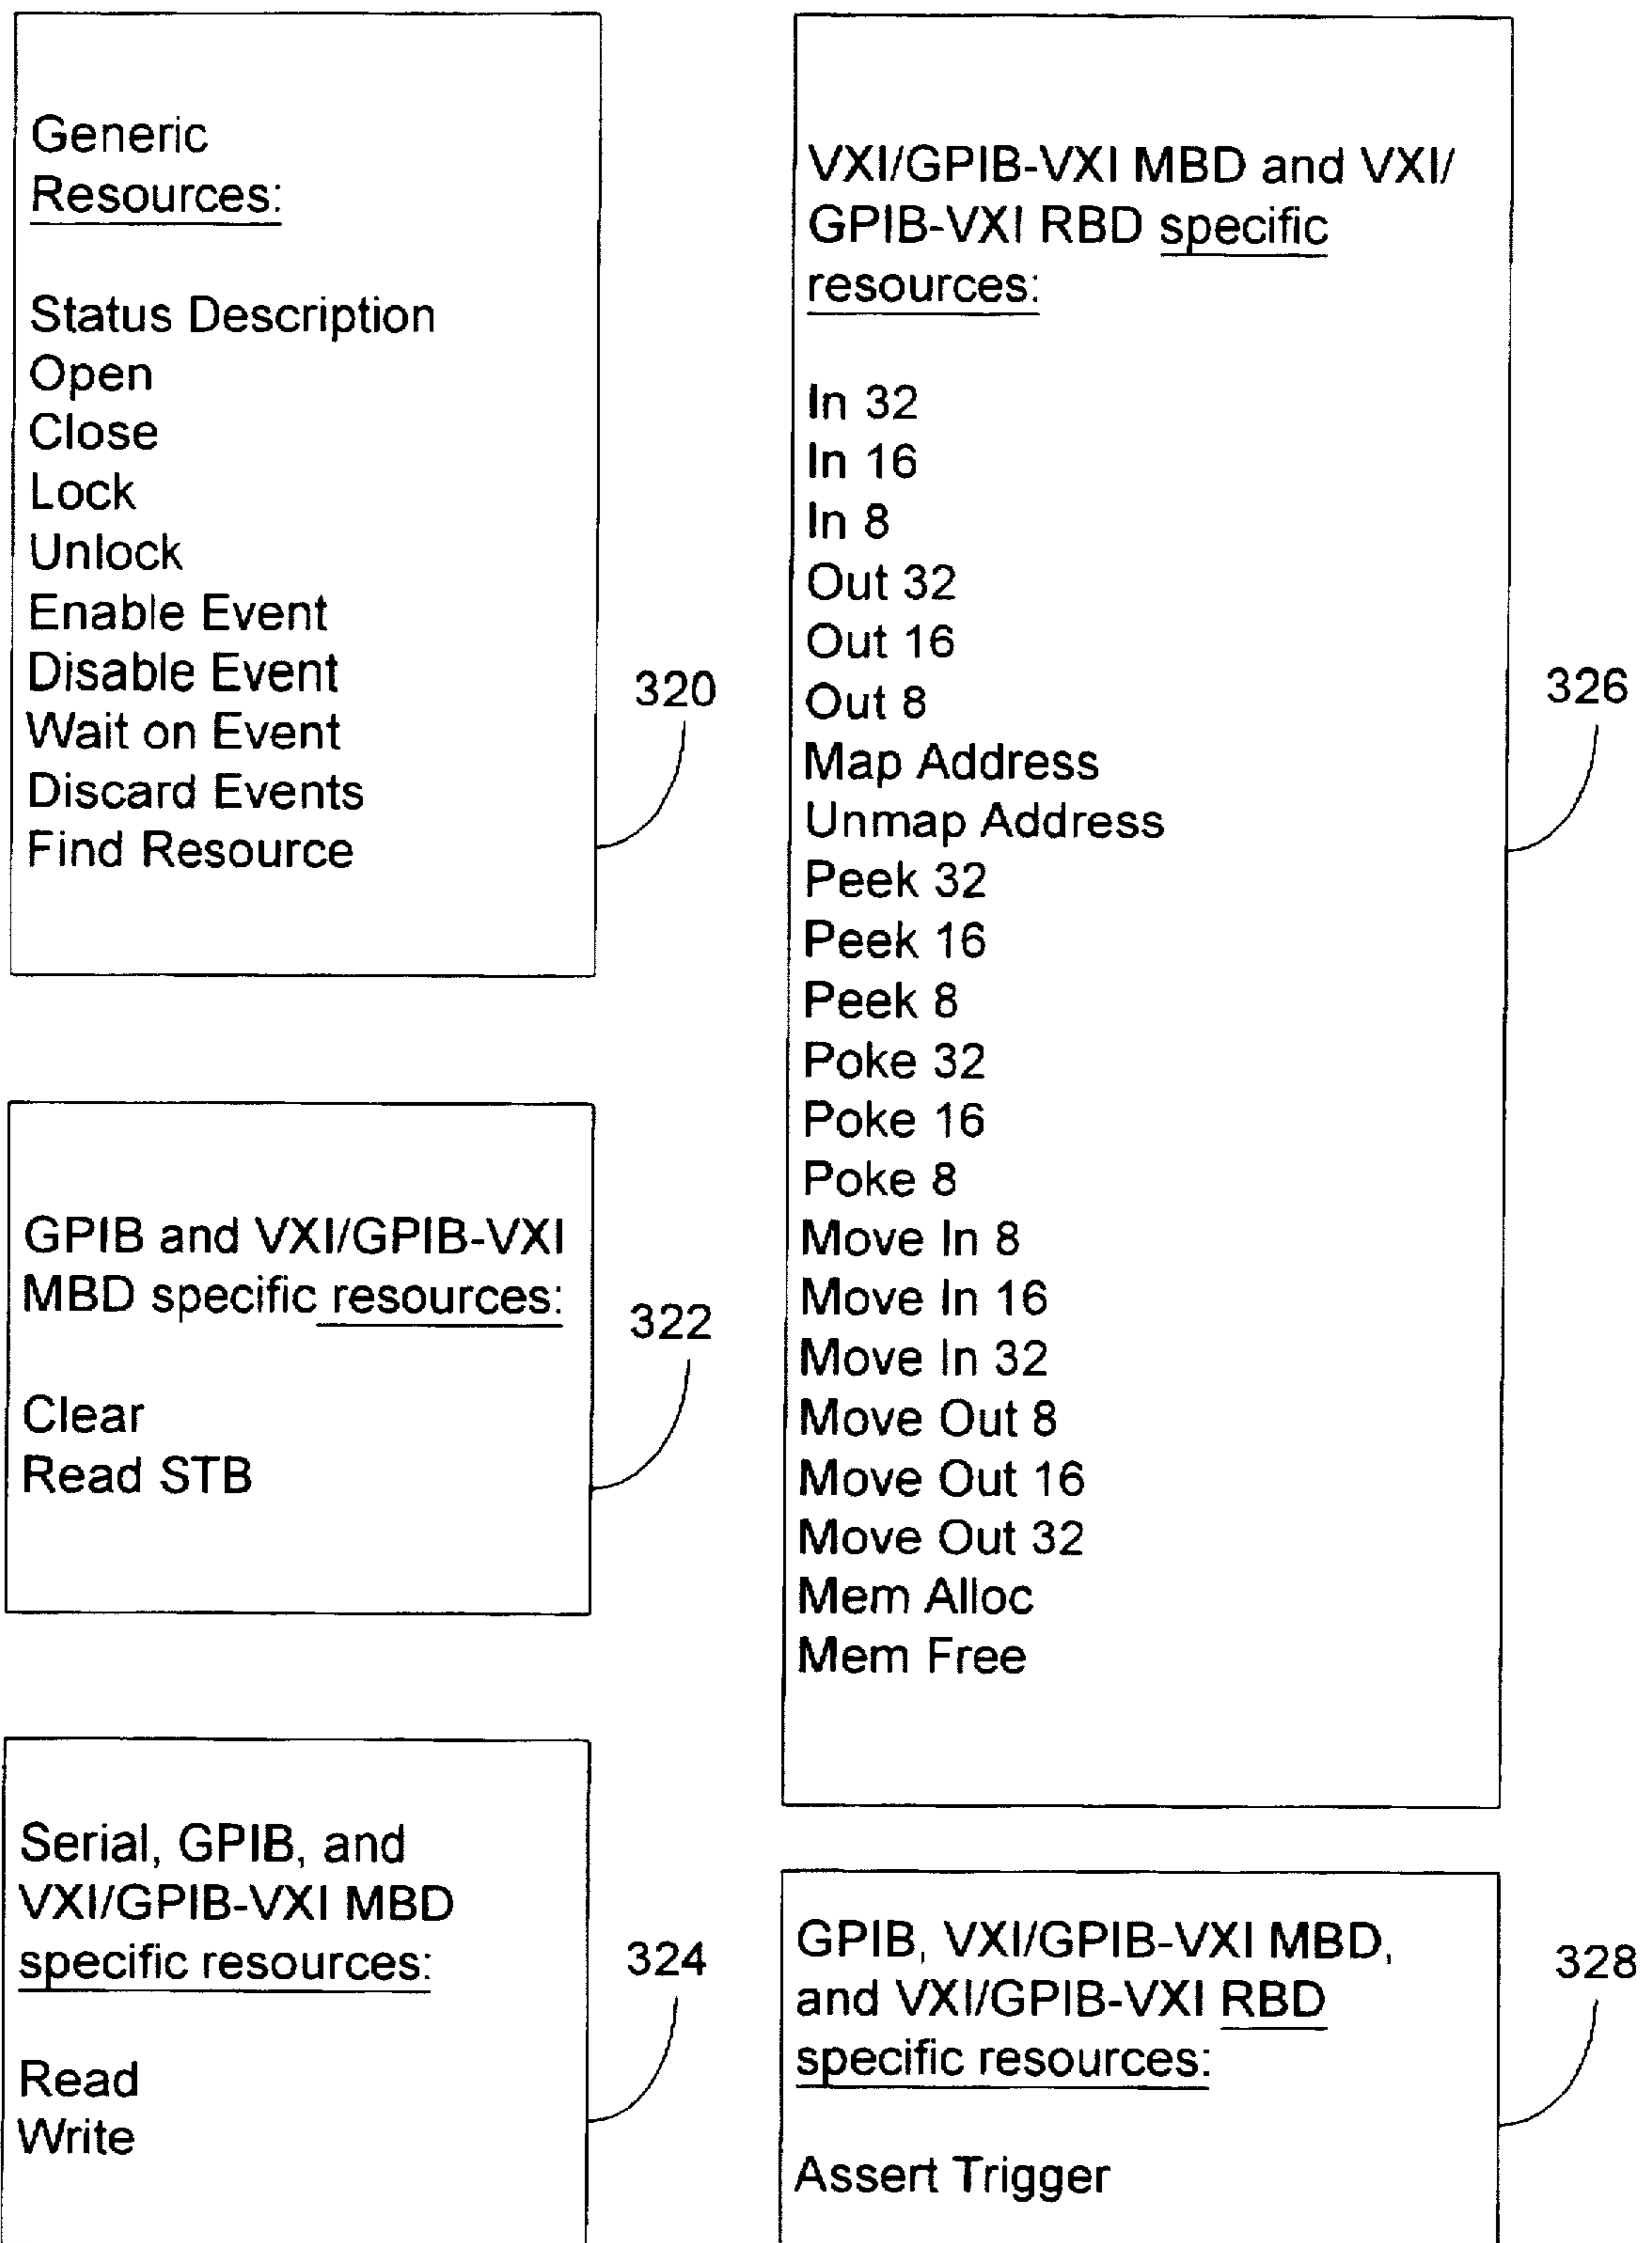 Generic
Resources:
Status Description
Open
Close
Lock
Unlock
Enable Event
Disable Event
Wait on Event
Discard Events
Find Resource
320
GPIB and VXI/GPIB-VXI
MBD specific resources:
Clear
Read STB
322
Serial, GPIB, and
VXI/GPIB-VXI MBD
specific resources:
Read
Write
324
VXI/GPIB-VXI MBD and VXI/
GPIB-VXI RBD specific
resources:
In 32
In 16
In 8
Out 32
Out 16
Out 8
Map Address
Unmap Address
Peek 32
Peek 16
Peek 8
Poke 32
Poke 16
Poke 8
Move In 8
Move In 16
Move In 32
Move Out 8
Move Out 16
Move Out 32
Mem Alloc
Mem Free
326
GPIB, VXI/GPIB-VXI MBD,
and VXI/GPIB-VXI RBD
specific resources:
Assert Trigger
328